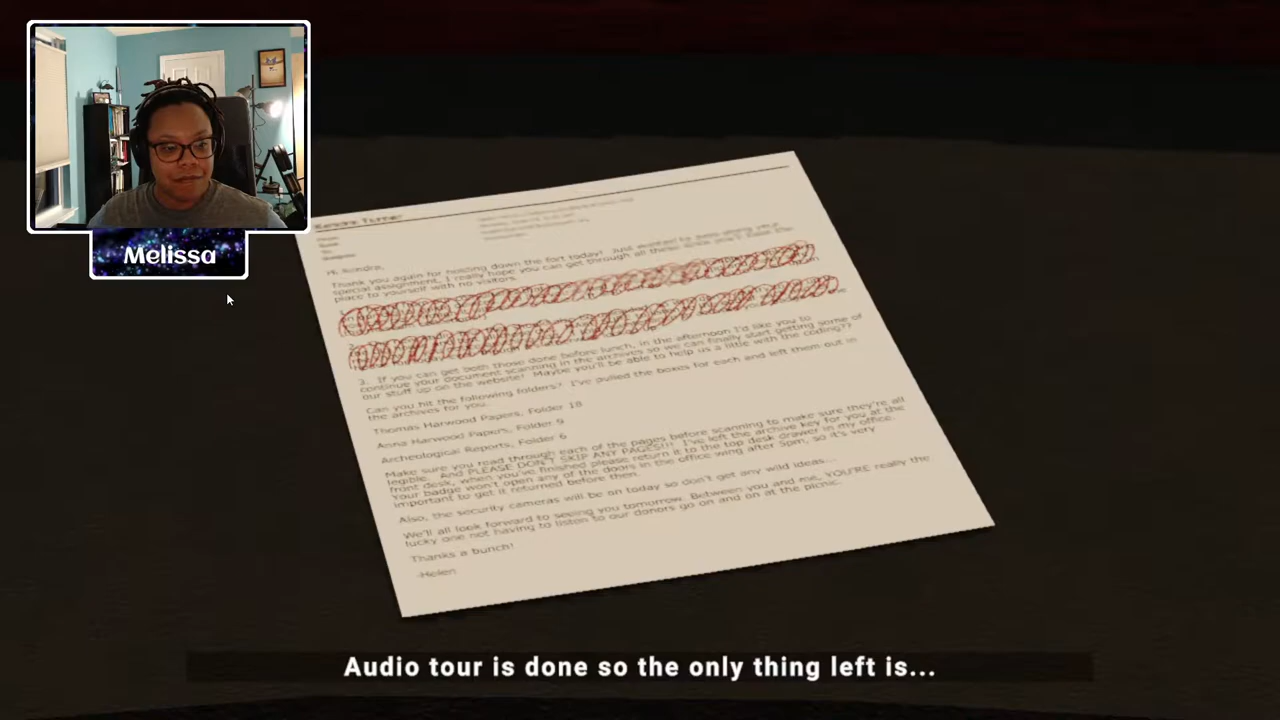 Melissa
Kendra Turner
Hi Kendra,
Thank you again for holding down the fort today! Just wanted to pass along your
special assignment, I really hope you can get through all these
place to yourself with no visitors.
3. If you can get both those done before lunch, in the afternoon I'd like you to
continue your document scanning in the archives so we can finally start getting some of
our stuff up on the website! Maybe you'll be able to help us a little with the coding??
Can you hit the following folders? I've pulled the boxes for each and left them out in
the archives for you.
Thomas Harwood Papers, Folder 18
Anna Harwood Papers, Folder 9
Archeological Reports, Folder 6
Make sure you read through each of the pages before scanning to make sure they're all
legible. And PLEASE DON'T SKIP ANY PAGES!!! I've left the archive key for you at the
front desk, when you've finished please return it to the top desk drawer in my office.
Your badge won't open any of the doors in the office wing after 5pm, so it's very
important to get it returned before then.
Also, the security cameras will be on today so don't get any wild ideas...
We'll all look forward to seeing you tomorrow. Between you and me, YOU'RE really the
lucky one not having to listen to our donors go on and on at the picnic.
Thanks a bunch!
-Helen
Audio tour is done so the only thing left is...